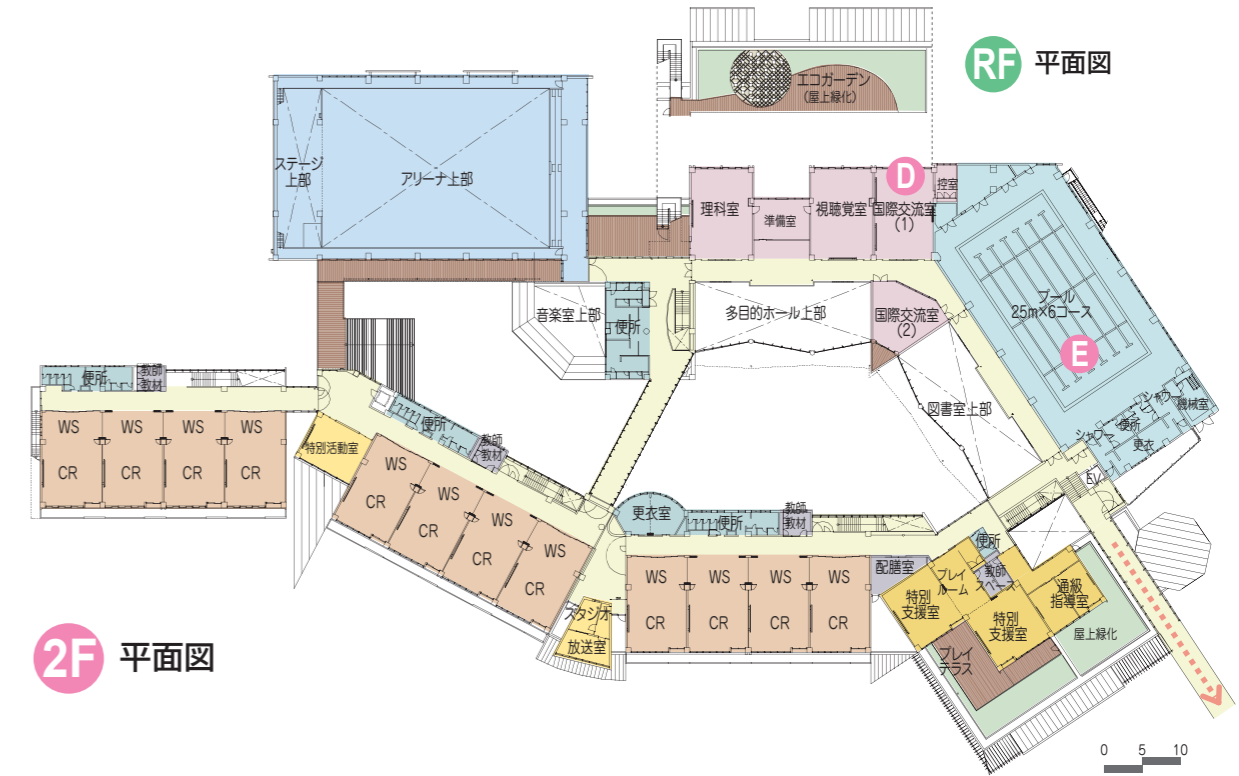 RF 平面図
エコガーデン
(屋上緑化)
ステージ
上部
アリーナ上部
D
理科室
準備室
視聴覚室
国際交流室
(1)
控室
音楽室上部
便所
多目的ホール上部
国際交流室
(2)
プール
25m×6コース
E
図書室上部
シャワー
便所
更衣
シャワー
機械室
EV
便所
教師
教材
WS
WS
WS
WS
CR
CR
CR
CR
特別活動室
便所
教師
教材
WS
WS
WS
WS
CR
CR
CR
CR
スタジオ
放送室
更衣室
便所
教師
教材
WS
WS
WS
WS
CR
CR
CR
CR
配膳室
便所
プレイ
ルーム
教師
スペース
特別
支援室
特別
支援室
通級
指導室
プレイ
テラス
屋上緑化
2F 平面図
0 5 10